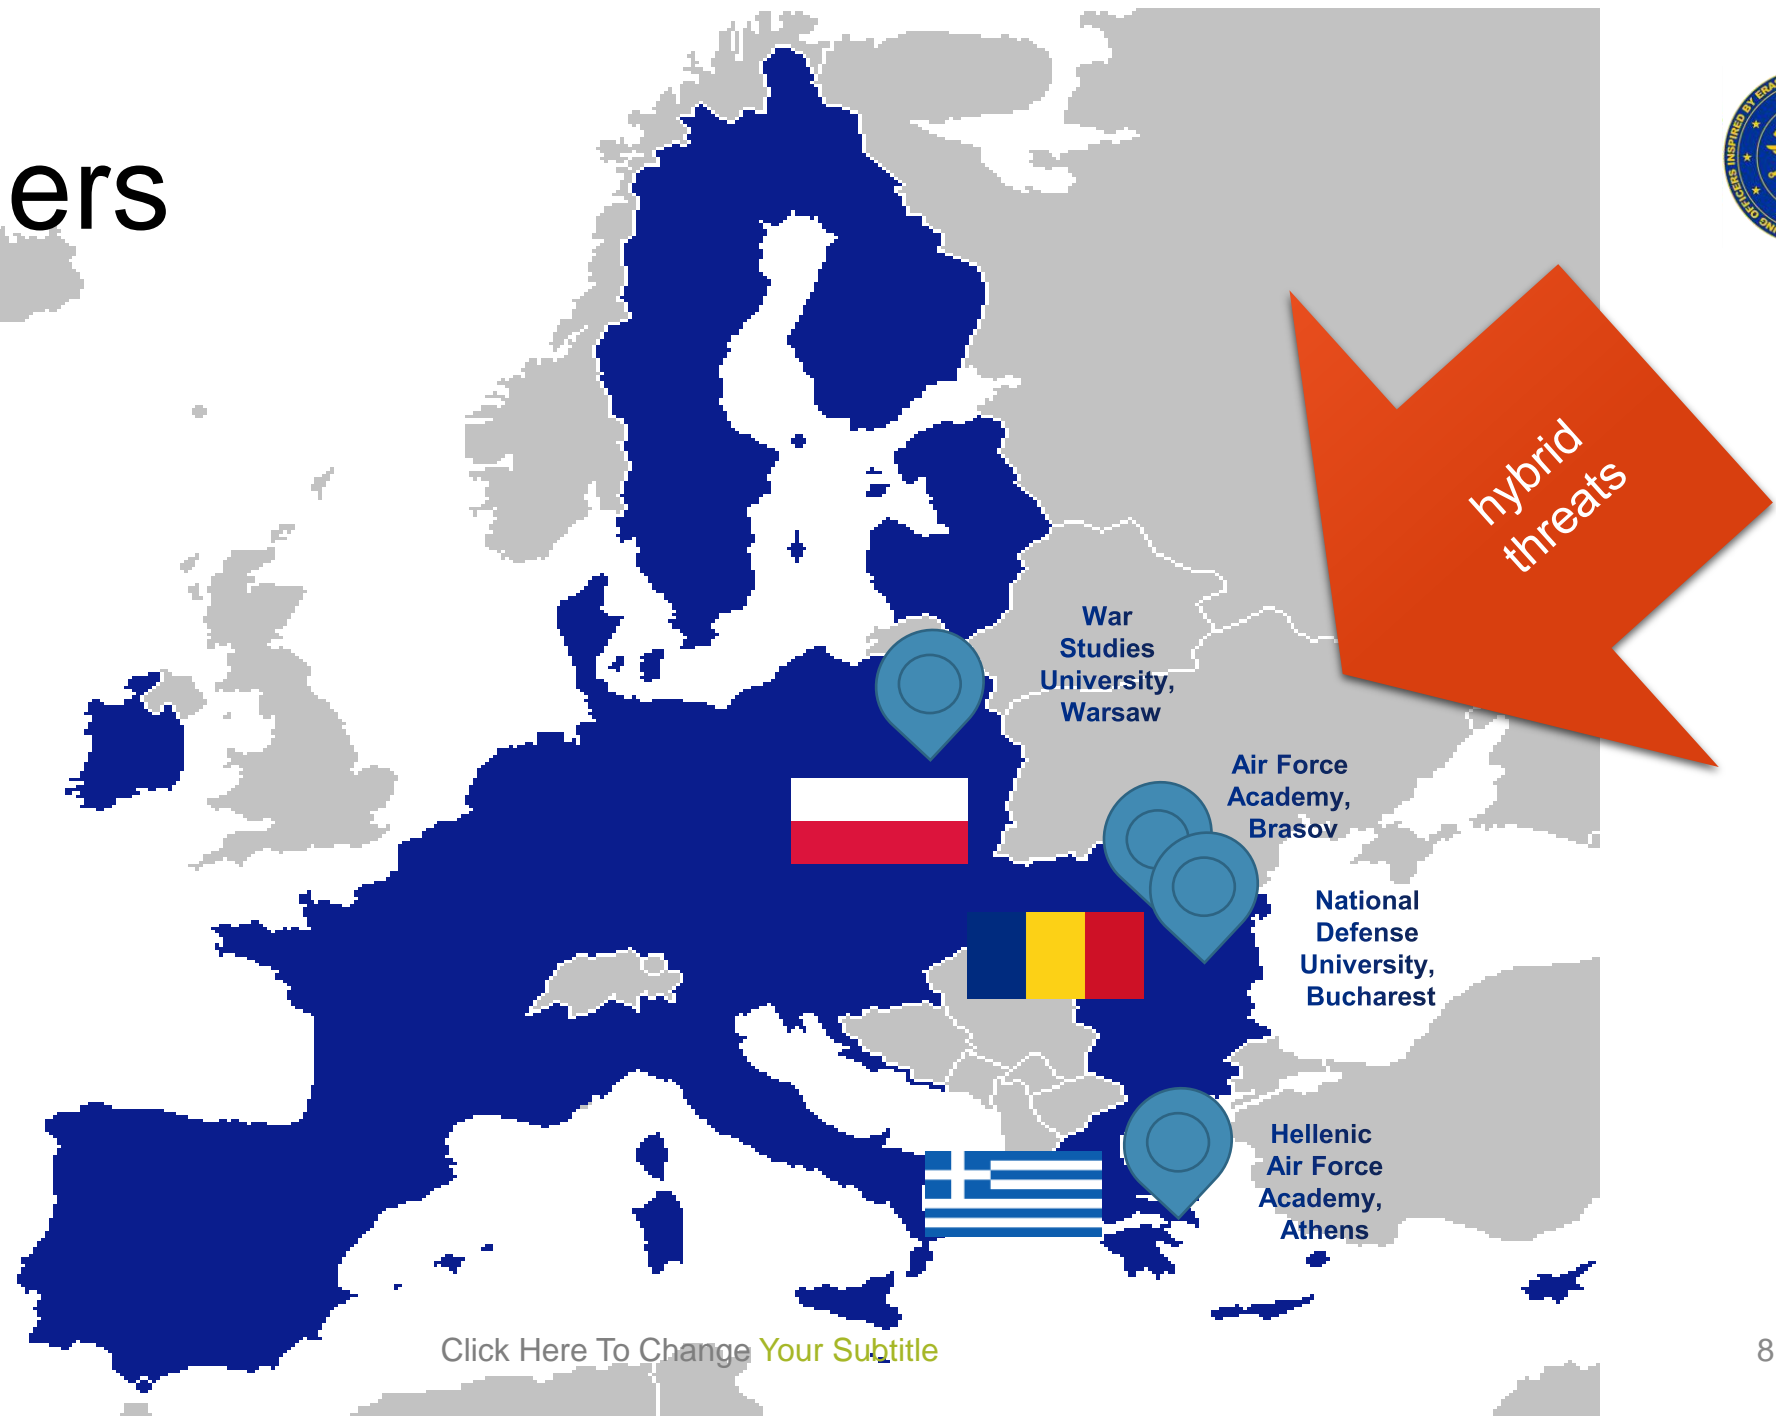 ers
hybrid
threats
War
Studies
University,
Warsaw
Air Force
Academy,
Brasov
National
Defense
University,
Bucharest
Hellenic
Air Force
Academy,
Athens
Click Here To Change Your Subtitle
8